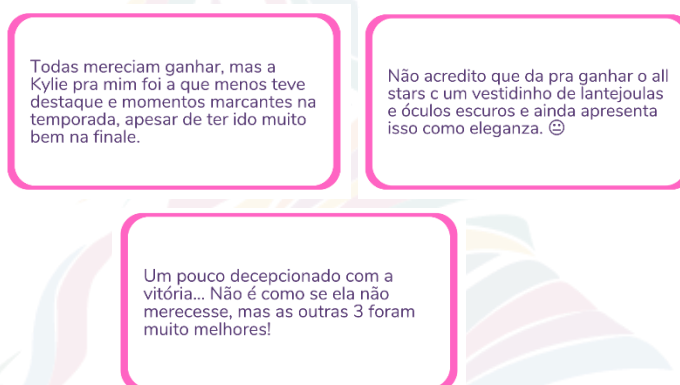 Todas mereciam ganhar, mas a
Kylie pra mim foi a que menos teve
destaque e momentos marcantes na
temporada, apesar de ter ido muito
bem na finale.
Não acredito que da pra ganhar o all
stars c um vestidinho de lantejoulas
e óculos escuros e ainda apresenta
isso como eleganza. 😐
Um pouco decepcionado com a
vitória... Não é como se ela não
merecesse, mas as outras 3 foram
muito melhores!